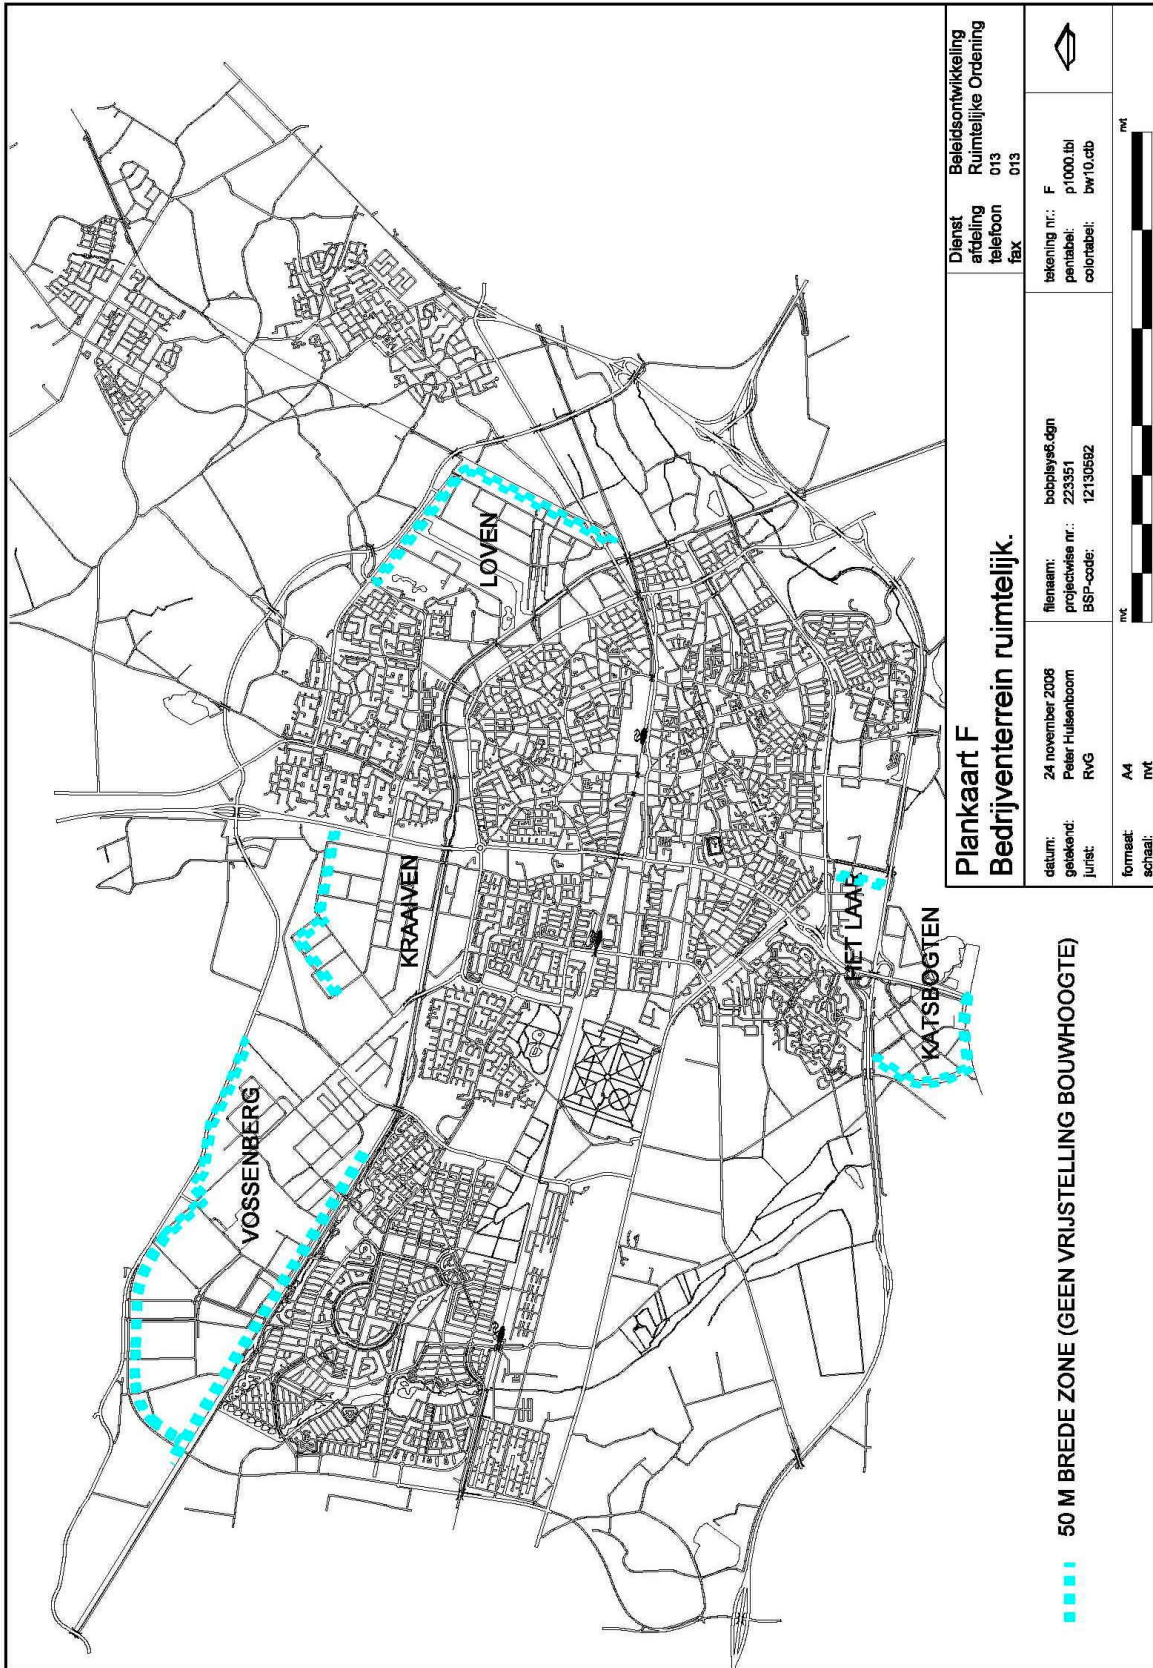 VOSSENBERG
KRAAIVEN
LOVEN
HET LAAR
KATSBOGTEN
50 M BREDE ZONE (GEEN VRIJSTELLING BOUWHOOGTE)
Plankaart F
Bedrijventerrein ruimtelijk.
Dienst Beleidsontwikkeling
afdeling Ruimtelijke Ordening
telefoon 013
fax 013
datum: 24 november 2006
getekend: Peter Hulsenboom
jurist: RvG
filenaam: bobplsys6.dgn
projectwise nr.: 223351
BSP-code: 12130592
tekening nr.: F
pentabel: p1000.tbl
colortabel: bw10.ctb
formaat: A4
schaal: nvt
nvt nvt